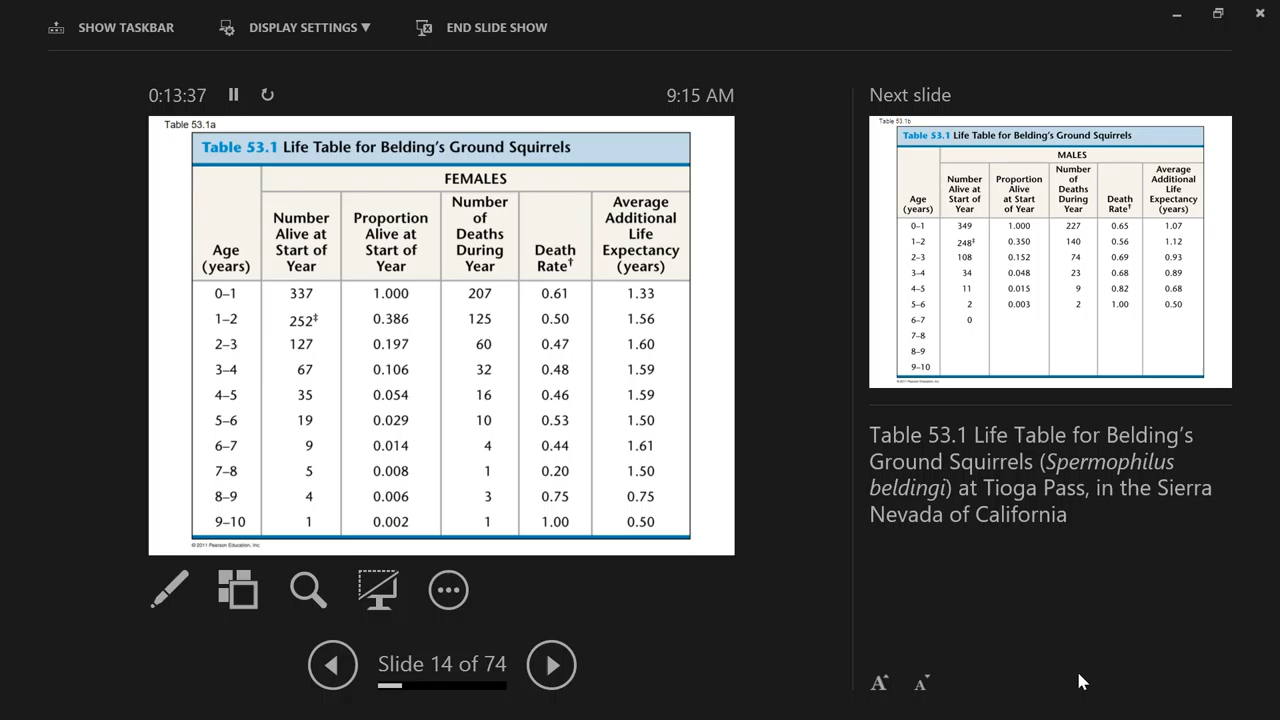 SHOW TASKBAR DISPLAY SETTINGS ▼ END SLIDE SHOW
0:13:37 9:15 AM
Table 53.1a
Table 53.1 Life Table for Belding's Ground Squirrels
FEMALES
Age (years) Number Alive at Start of Year Proportion Alive at Start of Year Number of Deaths During Year Death Rate† Average Additional Life Expectancy (years)
0–1 337 1.000 207 0.61 1.33
1–2 252‡ 0.386 125 0.50 1.56
2–3 127 0.197 60 0.47 1.60
3–4 67 0.106 32 0.48 1.59
4–5 35 0.054 16 0.46 1.59
5–6 19 0.029 10 0.53 1.50
6–7 9 0.014 4 0.44 1.61
7–8 5 0.008 1 0.20 1.50
8–9 4 0.006 3 0.75 0.75
9–10 1 0.002 1 1.00 0.50
© 2011 Pearson Education, Inc.
Slide 14 of 74
Next slide
Table 53.1b
Table 53.1 Life Table for Belding's Ground Squirrels
MALES
Age (years) Number Alive at Start of Year Proportion Alive at Start of Year Number of Deaths During Year Death Rate† Average Additional Life Expectancy (years)
0–1 349 1.000 227 0.65 1.07
1–2 248‡ 0.350 140 0.56 1.12
2–3 108 0.152 74 0.69 0.93
3–4 34 0.048 23 0.68 0.89
4–5 11 0.015 9 0.82 0.68
5–6 2 0.003 2 1.00 0.50
6–7 0
7–8
8–9
9–10
© 2011 Pearson Education, Inc.
Table 53.1 Life Table for Belding's
Ground Squirrels (Spermophilus
beldingi) at Tioga Pass, in the Sierra
Nevada of California
A A